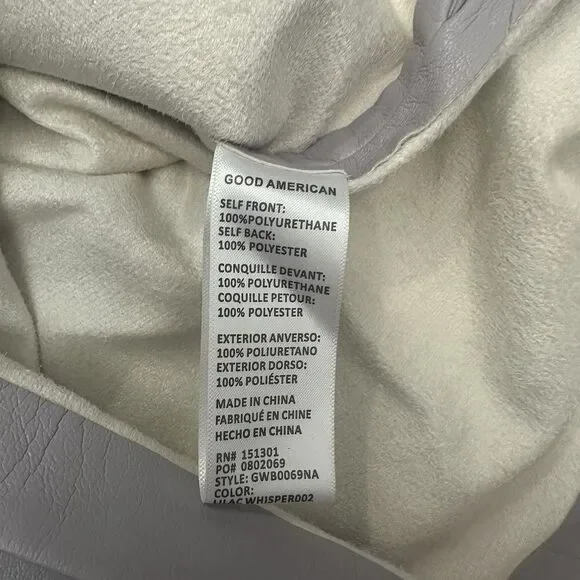 GOOD AMERICAN
SELF FRONT:
100%POLYURETHANE
SELF BACK:
100% POLYESTER
CONQUILLE DEVANT:
100% POLYURETHANE
COQUILLE PETOUR:
100% POLYESTER
EXTERIOR ANVERSO:
100% POLIURETANO
EXTERIOR DORSO:
100% POLIÉSTER
MADE IN CHINA
FABRIQUÉ EN CHINE
HECHO EN CHINA
RN# 151301
PO# 0802069
STYLE: GWB0069NA
COLOR:
LILAC WHISPER002